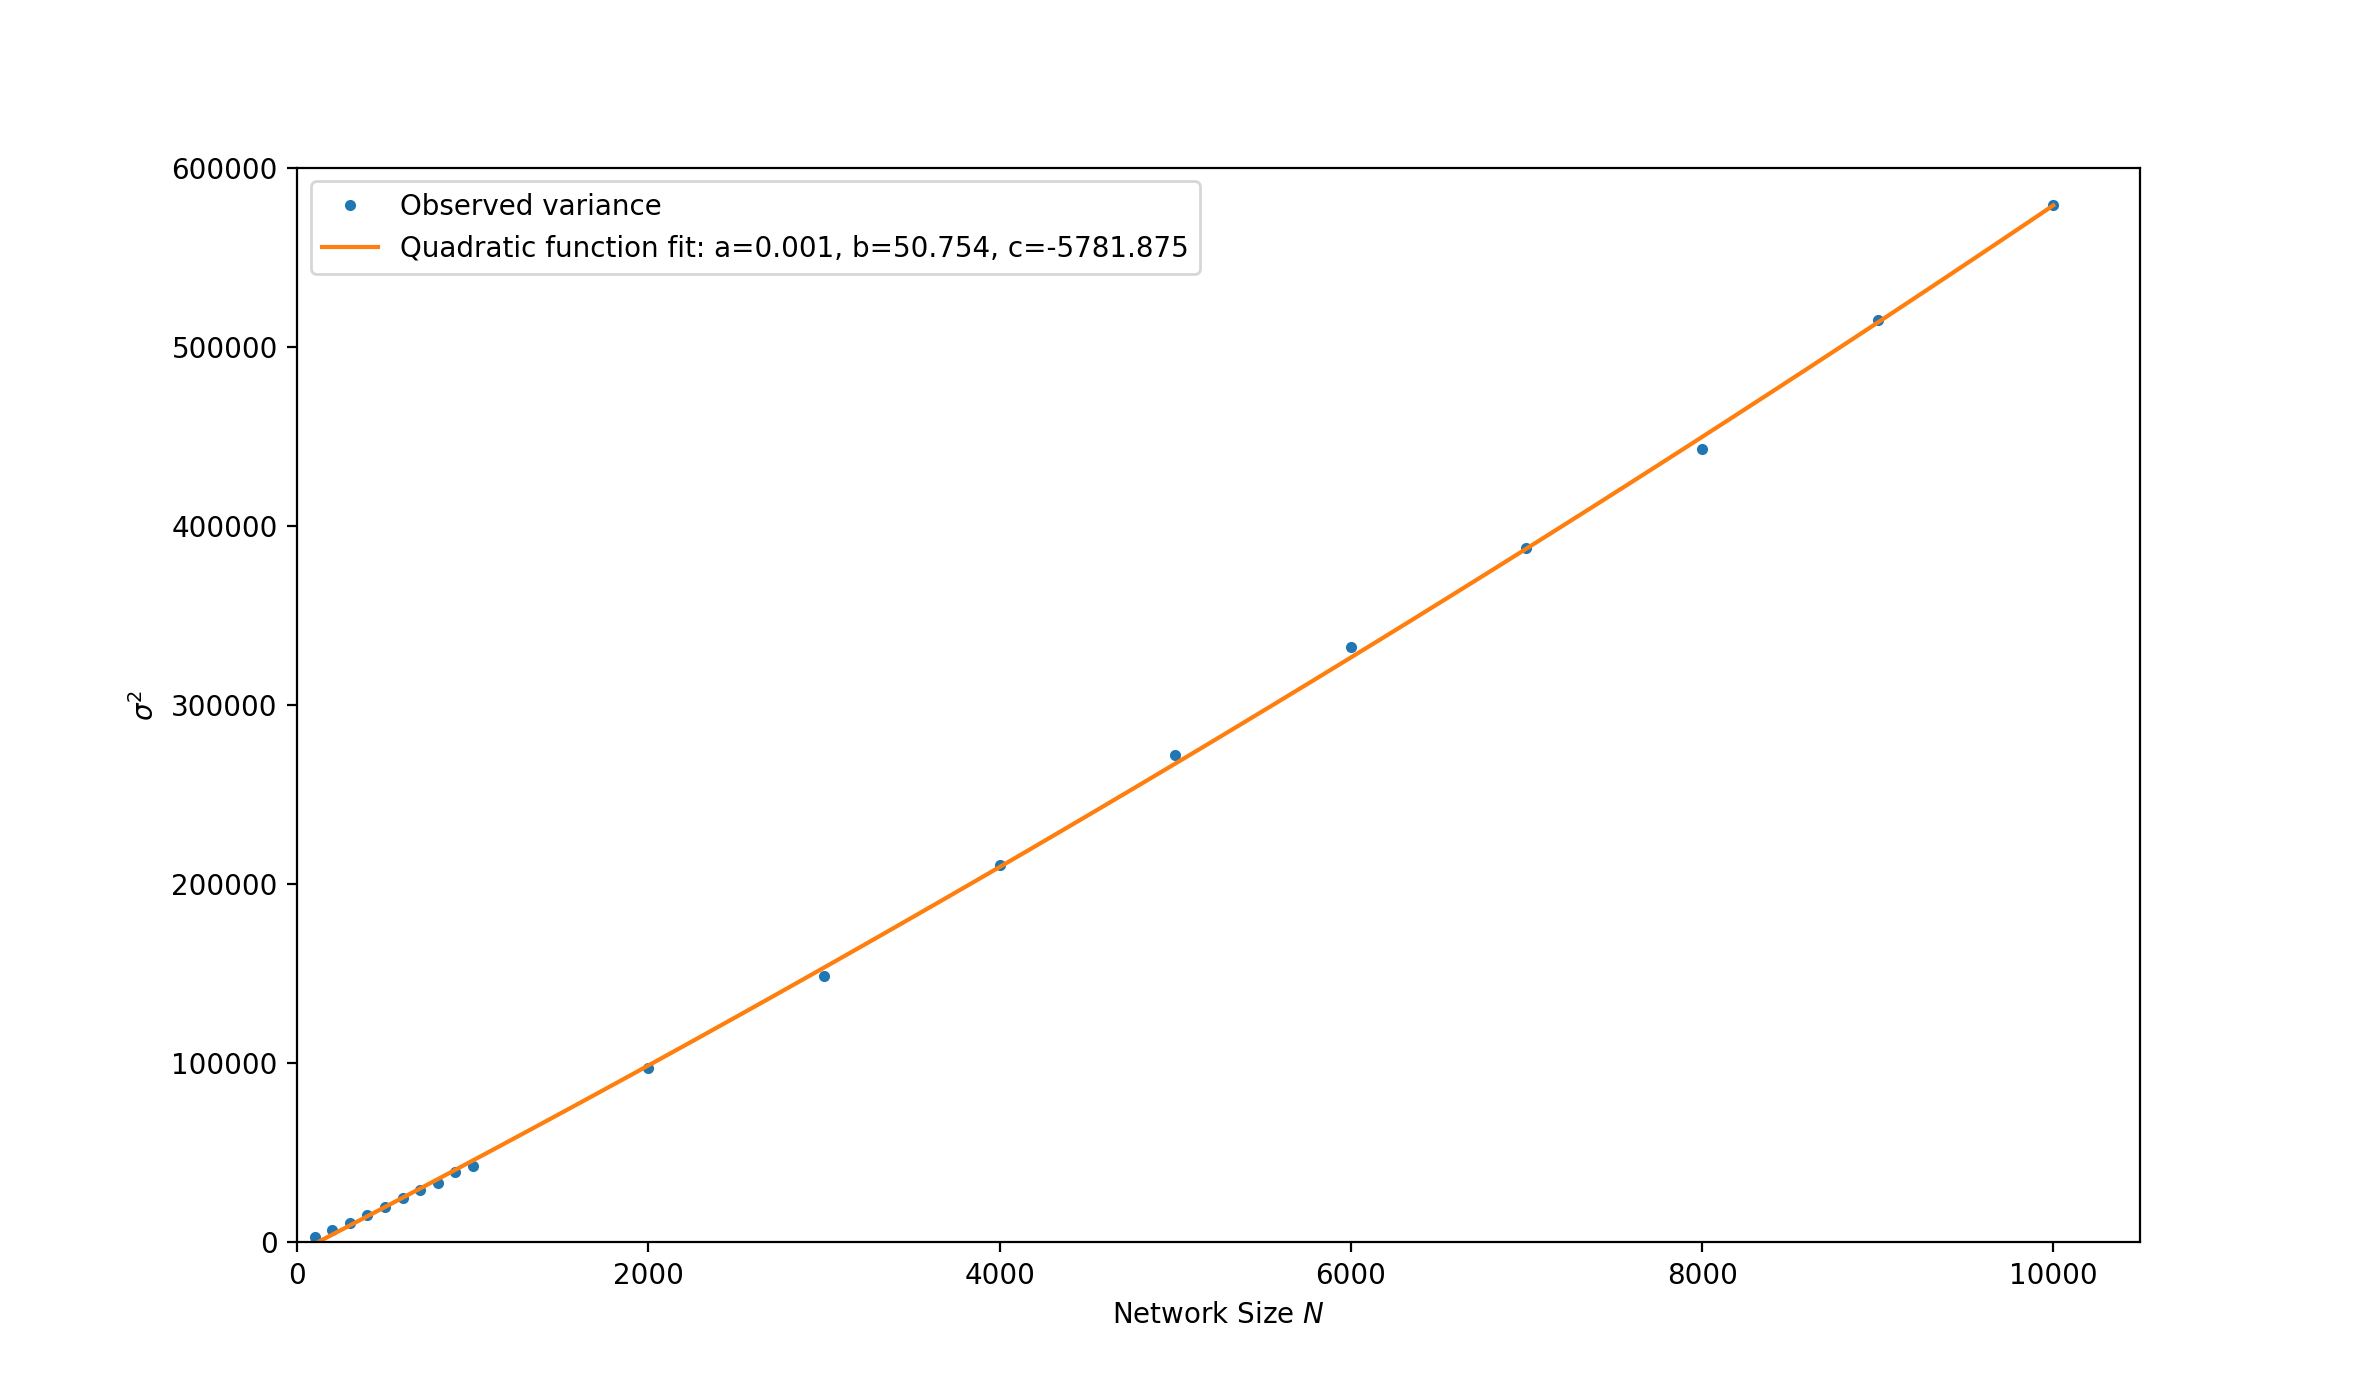 Observed variance
Quadratic function fit: a=0.001, b=50.754, c=-5781.875
600000
500000
400000
300000
200000
100000
0
σ²
0 2000 4000 6000 8000 10000
Network Size N